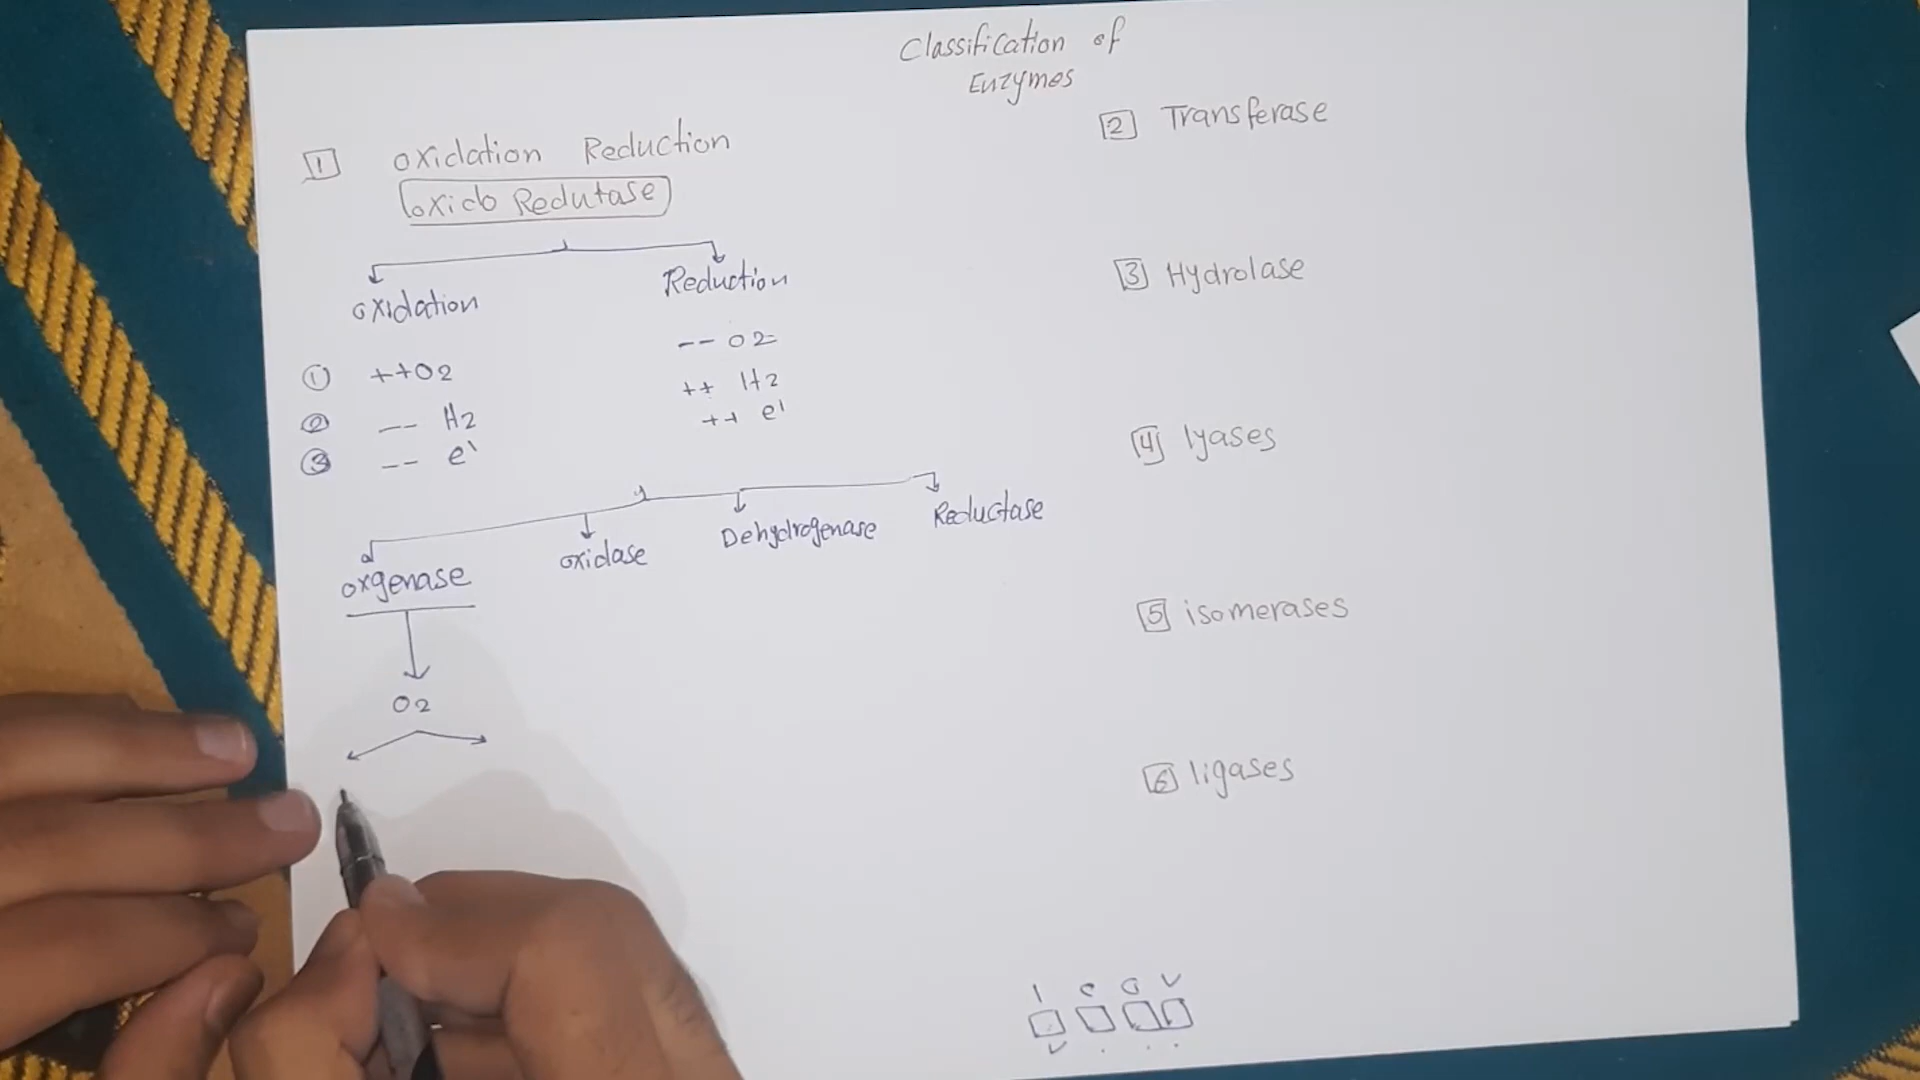 Classification of
Enzymes
1 oxidation Reduction
oxido Redutase
oxidation
Reduction
① ++O2
② -- H2
③ -- e'
-- O2
++ H2
++ e'
oxgenase
oxidase
Dehydrogenase
Reductase
O2
2 Transferase
3 Hydrolase
4 lyases
5 isomerases
6 ligases